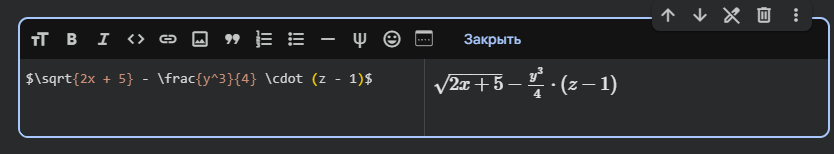 Закрыть
$\sqrt{2x + 5} - \frac{y^3}{4} \cdot (z - 1)$
√(2x + 5) − y³/4 · (z − 1)